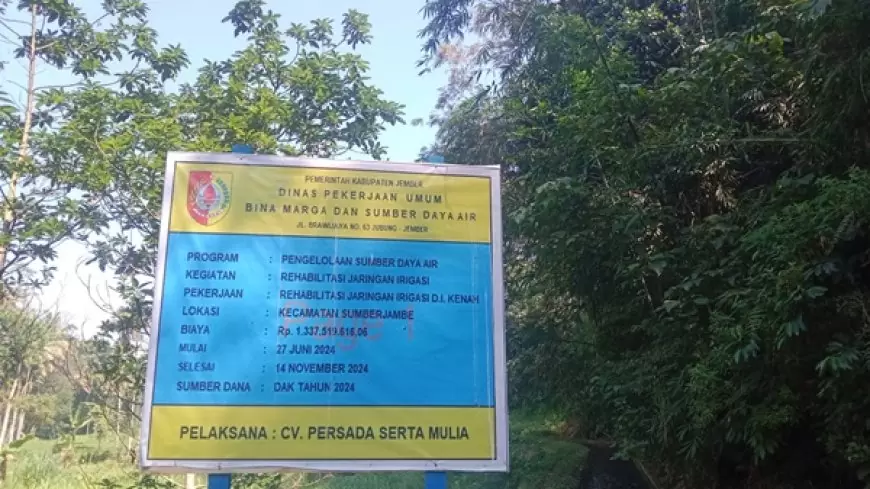 PEMERINTAH KABUPATEN JEMBER
DINAS PEKERJAAN UMUM
BINA MARGA DAN SUMBER DAYA AIR
JL. BRAWIJAYA NO. 63 JUBUNG - JEMBER
PROGRAM : PENGELOLAAN SUMBER DAYA AIR
KEGIATAN : REHABILITASI JARINGAN IRIGASI
PEKERJAAN : REHABILITASI JARINGAN IRIGASI D.I. KENAH
LOKASI : KECAMATAN SUMBERJAMBE
BIAYA : Rp. 1.337.519.616,06
MULAI : 27 JUNI 2024
SELESAI : 14 NOVEMBER 2024
SUMBER DANA : DAK TAHUN 2024
PELAKSANA : CV. PERSADA SERTA MULIA